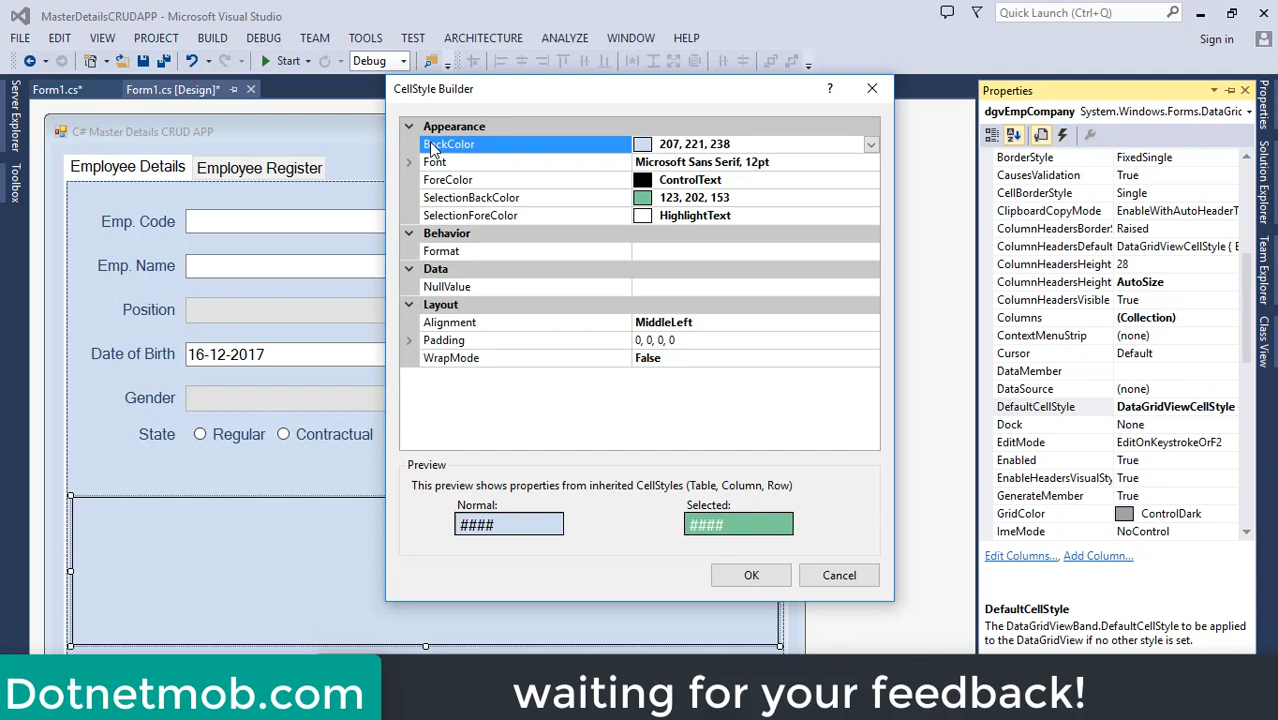 MasterDetailsCRUDAPP - Microsoft Visual Studio
Quick Launch (Ctrl+Q)
FILE EDIT VIEW PROJECT BUILD DEBUG TEAM TOOLS TEST ARCHITECTURE ANALYZE WINDOW HELP
Sign in
Start Debug
Form1.cs* Form1.cs [Design]*
Server Explorer
Toolbox
C# Master Details CRUD APP
Employee Details Employee Register
Emp. Code
Emp. Name
Position
Date of Birth 16-12-2017
Gender
State Regular Contractual
CellStyle Builder
?
Appearance
BackColor 207, 221, 238
Font Microsoft Sans Serif, 12pt
ForeColor ControlText
SelectionBackColor 123, 202, 153
SelectionForeColor HighlightText
Behavior
Format
Data
NullValue
Layout
Alignment MiddleLeft
Padding 0, 0, 0, 0
WrapMode False
Preview
This preview shows properties from inherited CellStyles (Table, Column, Row)
Normal: Selected:
#### ####
OK Cancel
Properties
dgvEmpCompany System.Windows.Forms.DataGrid
BorderStyle FixedSingle
CausesValidation True
CellBorderStyle Single
ClipboardCopyMode EnableWithAutoHeaderT
ColumnHeadersBorder Raised
ColumnHeadersDefault DataGridViewCellStyle { B
ColumnHeadersHeight 28
ColumnHeadersHeight AutoSize
ColumnHeadersVisible True
Columns (Collection)
ContextMenuStrip (none)
Cursor Default
DataMember
DataSource (none)
DefaultCellStyle DataGridViewCellStyle
Dock None
EditMode EditOnKeystrokeOrF2
Enabled True
EnableHeadersVisualSty True
GenerateMember True
GridColor ControlDark
ImeMode NoControl
Edit Columns..., Add Column...
DefaultCellStyle
The DataGridViewBand.DefaultCellStyle to be
applied to the DataGridView if no other style is set.
Properties
Team Explorer
Class View
Dotnetmob.com
waiting for your feedback!